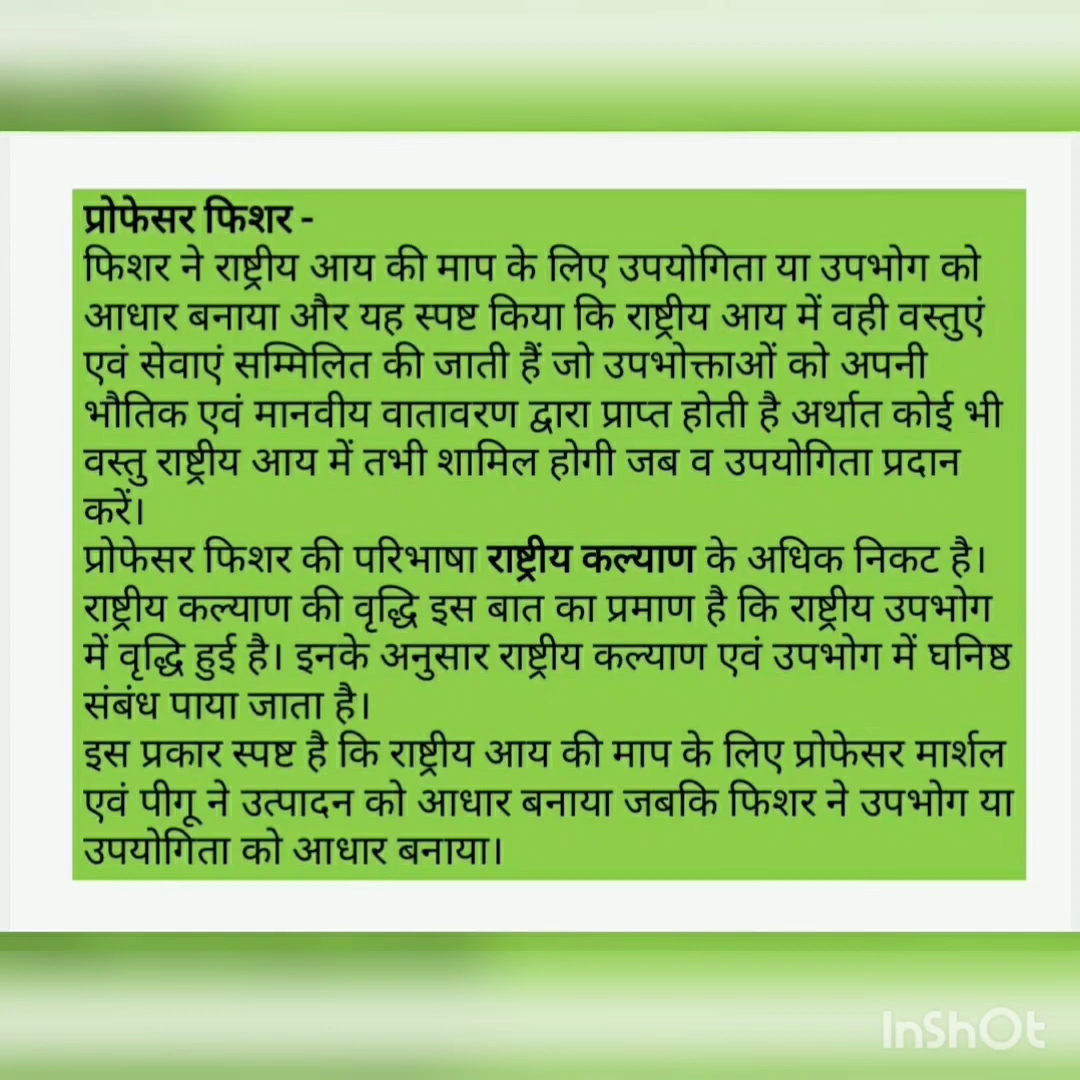 प्रोफेसर फिशर -
फिशर ने राष्ट्रीय आय की माप के लिए उपयोगिता या उपभोग को
आधार बनाया और यह स्पष्ट किया कि राष्ट्रीय आय में वही वस्तुएं
एवं सेवाएं सम्मिलित की जाती हैं जो उपभोक्ताओं को अपनी
भौतिक एवं मानवीय वातावरण द्वारा प्राप्त होती है अर्थात कोई भी
वस्तु राष्ट्रीय आय में तभी शामिल होगी जब व उपयोगिता प्रदान
करें।
प्रोफेसर फिशर की परिभाषा राष्ट्रीय कल्याण के अधिक निकट है।
राष्ट्रीय कल्याण की वृद्धि इस बात का प्रमाण है कि राष्ट्रीय उपभोग
में वृद्धि हुई है। इनके अनुसार राष्ट्रीय कल्याण एवं उपभोग में घनिष्ठ
संबंध पाया जाता है।
इस प्रकार स्पष्ट है कि राष्ट्रीय आय की माप के लिए प्रोफेसर मार्शल
एवं पीगू ने उत्पादन को आधार बनाया जबकि फिशर ने उपभोग या
उपयोगिता को आधार बनाया।
InShOt